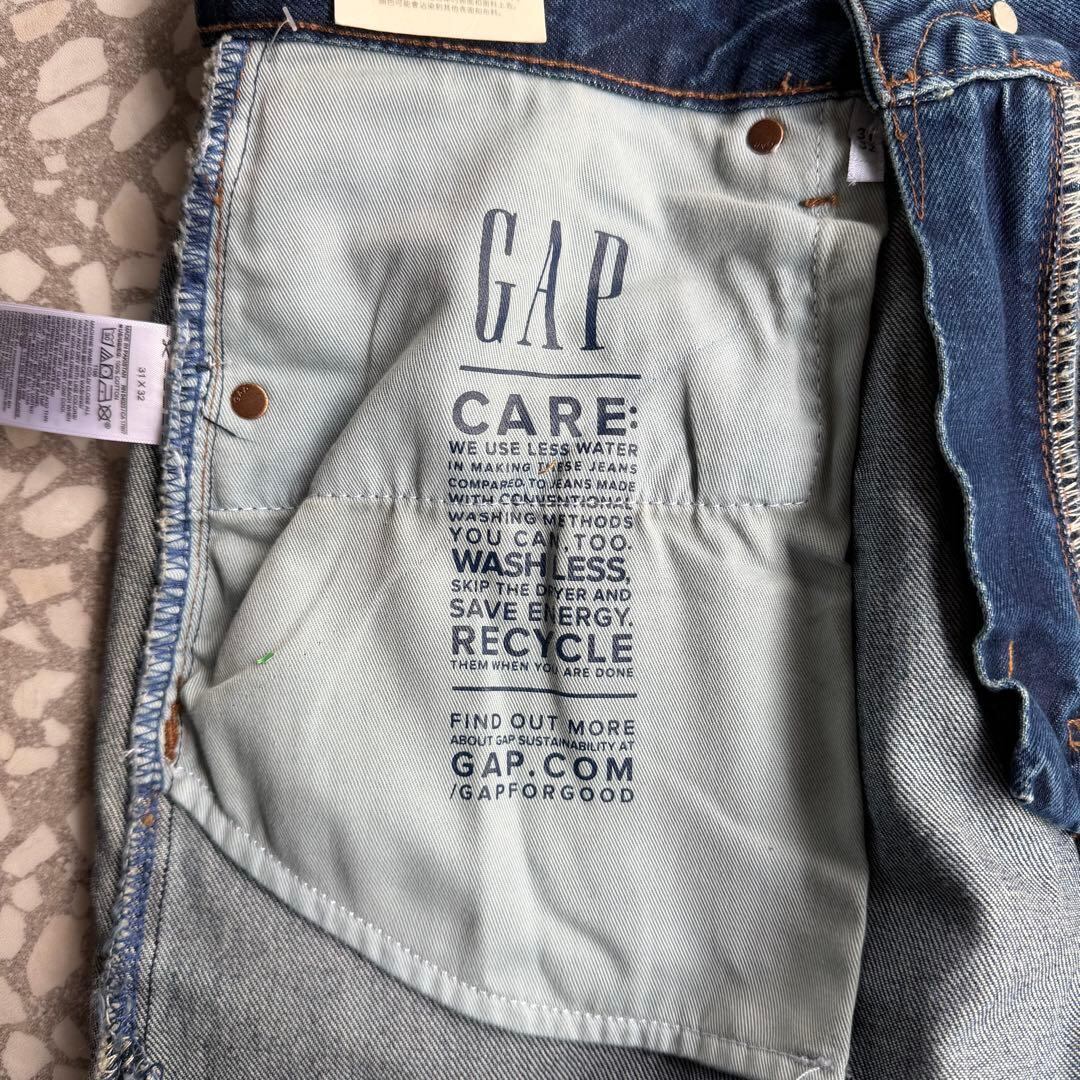 GAP
CARE:
WE USE LESS WATER
IN MAKING THESE JEANS
COMPARED TO JEANS MADE
WITH CONVENTIONAL
WASHING METHODS
YOU CAN, TOO.
WASH LESS,
SKIP THE DRYER AND
SAVE ENERGY.
RECYCLE
THEM WHEN YOU ARE DONE
FIND OUT MORE
ABOUT GAP SUSTAINABILITY AT
GAP.COM
/GAPFORGOOD
31 X 32